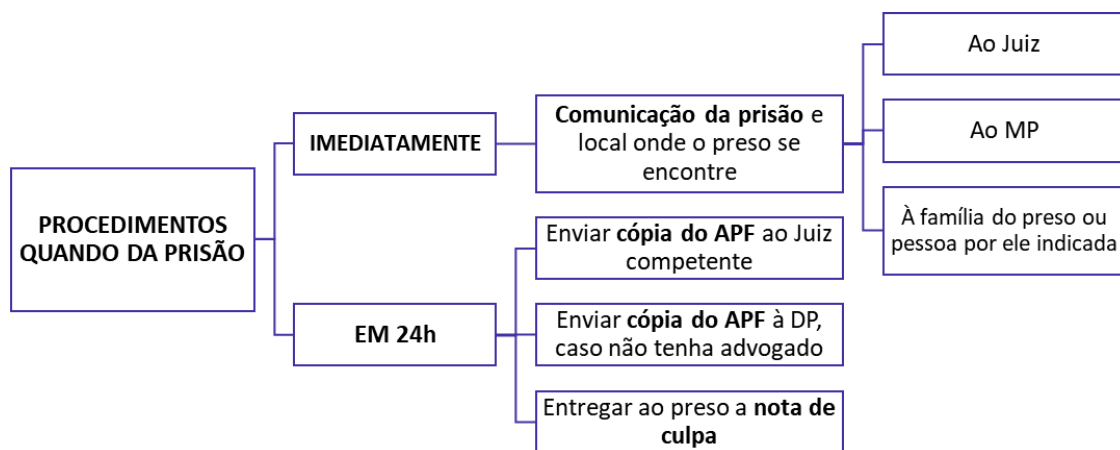 PROCEDIMENTOS
QUANDO DA PRISÃO
IMEDIATAMENTE
Comunicação da prisão e
local onde o preso se
encontre
Ao Juiz
Ao MP
À família do preso ou
pessoa por ele indicada
EM 24h
Enviar cópia do APF ao Juiz
competente
Enviar cópia do APF à DP,
caso não tenha advogado
Entregar ao preso a nota de
culpa